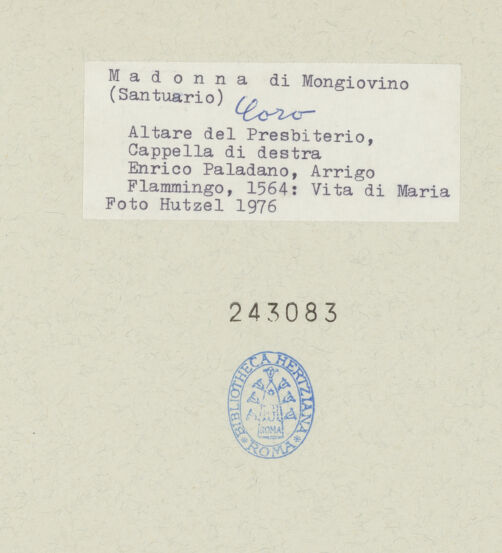 M a d o n n a di Mongiovino
(Santuario) Coro
Altare del Presbiterio,
Cappella di destra
Enrico Paladano, Arrigo
Flammingo, 1564: Vita di Maria
Foto Hutzel 1976
243083
BIBLIOTHECA HERTZIANA
ROMA
ROMA